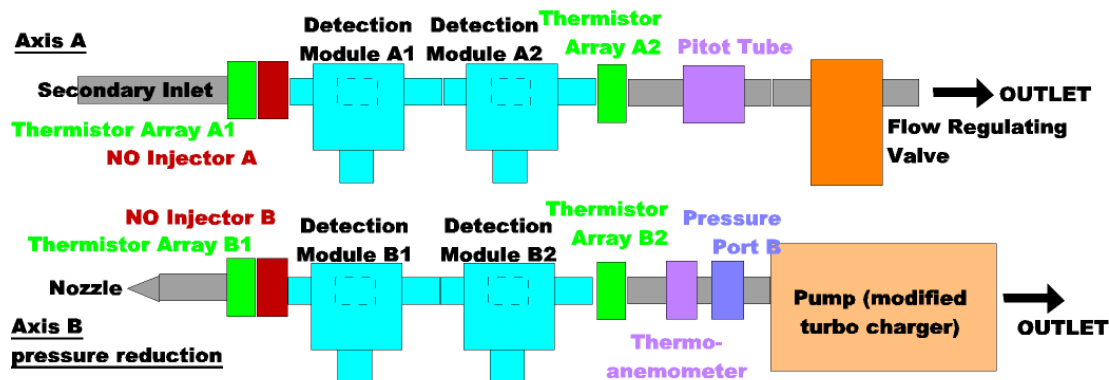 Axis A
Detection
Module A1
Detection
Module A2
Thermistor
Array A2
Pitot Tube
Secondary Inlet
OUTLET
Thermistor Array A1
NO Injector A
Flow Regulating
Valve
NO Injector B
Thermistor Array B1
Detection
Module B1
Detection
Module B2
Thermistor
Array B2
Pressure
Port B
Nozzle
Pump (modified
turbo charger)
OUTLET
Axis B
pressure reduction
Thermo-
anemometer